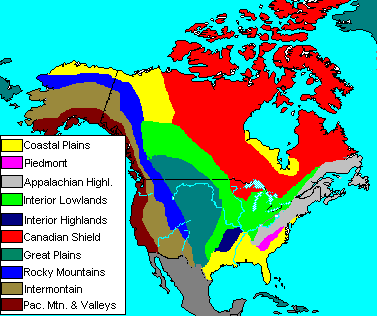 Coastal Plains
Piedmont
Appalachian Highl.
Interior Lowlands
Interior Highlands
Canadian Shield
Great Plains
Rocky Mountains
Intermontain
Pac. Mtn. & Valleys